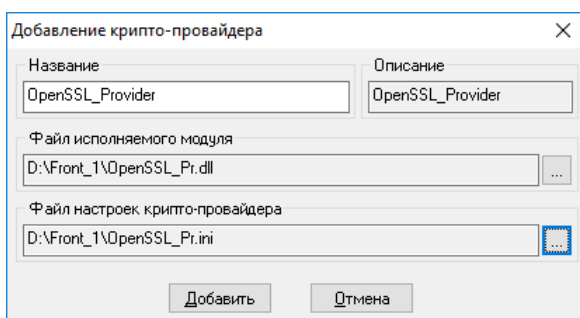 Добавление крипто-провайдера
Название
Описание
OpenSSL_Provider
OpenSSL_Provider
Файл исполняемого модуля
D:\Front_1\OpenSSL_Pr.dll
...
Файл настроек крипто-провайдера
D:\Front_1\OpenSSL_Pr.ini
...
Добавить
Отмена